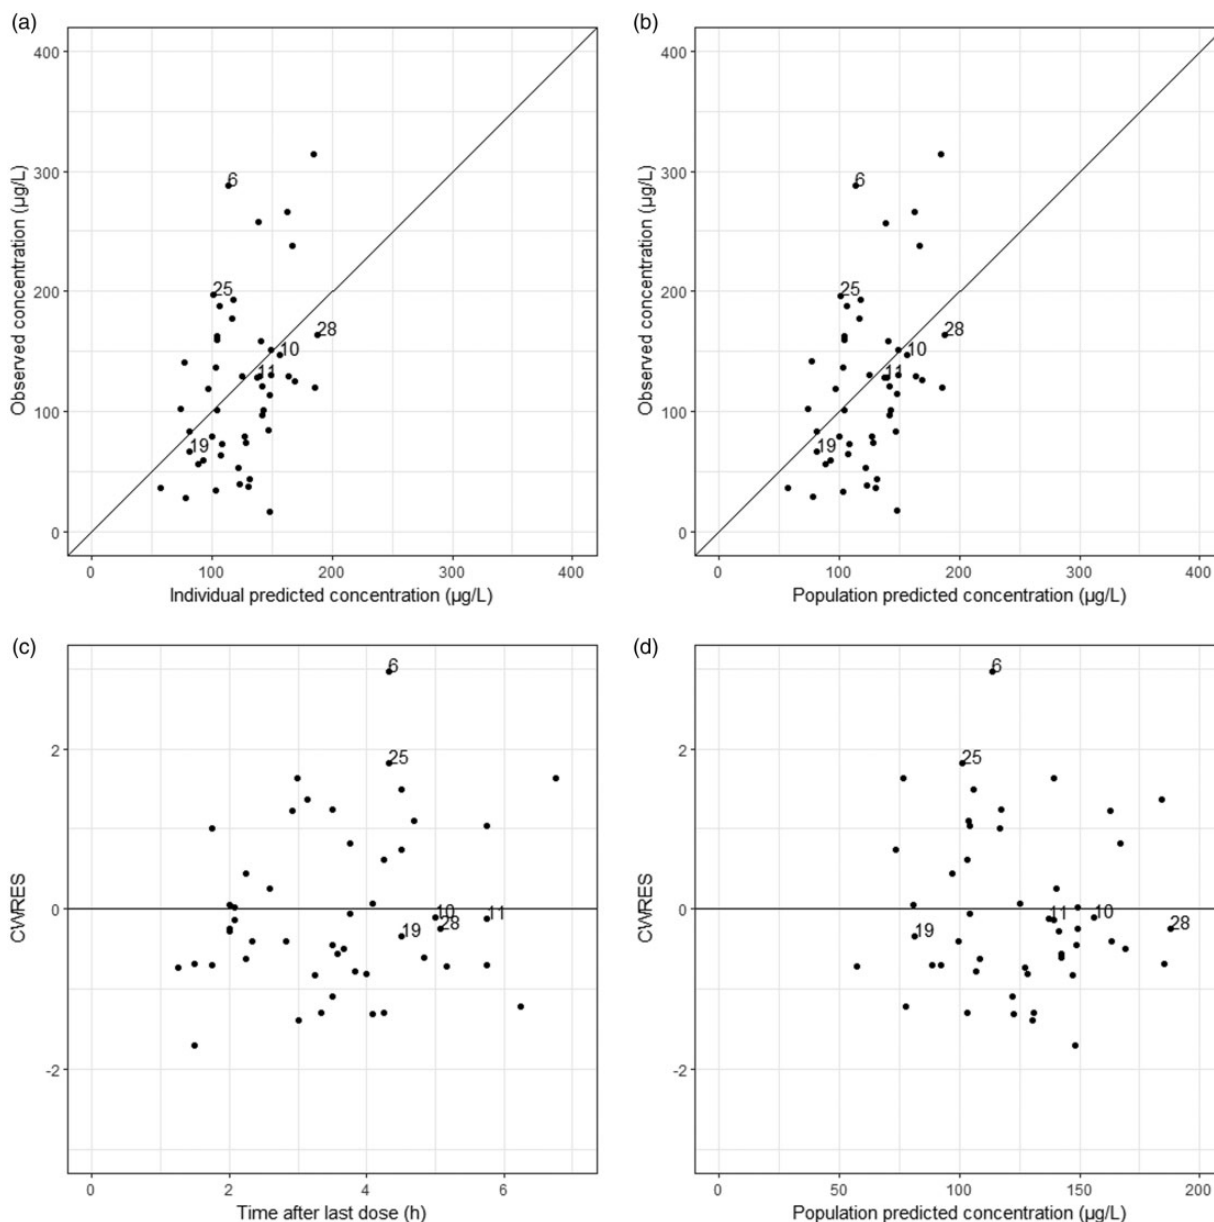 (a)
400
300
200
100
0
6
25
28
10
11
19
Observed concentration (µg/L)
0 100 200 300 400
Individual predicted concentration (µg/L)
(b)
400
300
200
100
0
6
25
28
10
11
19
Observed concentration (µg/L)
0 100 200 300 400
Population predicted concentration (µg/L)
(c)
2
0
-2
6
25
10
11
28
19
CWRES
0 2 4 6
Time after last dose (h)
(d)
2
0
-2
6
25
11
10
28
19
CWRES
0 50 100 150 200
Population predicted concentration (µg/L)